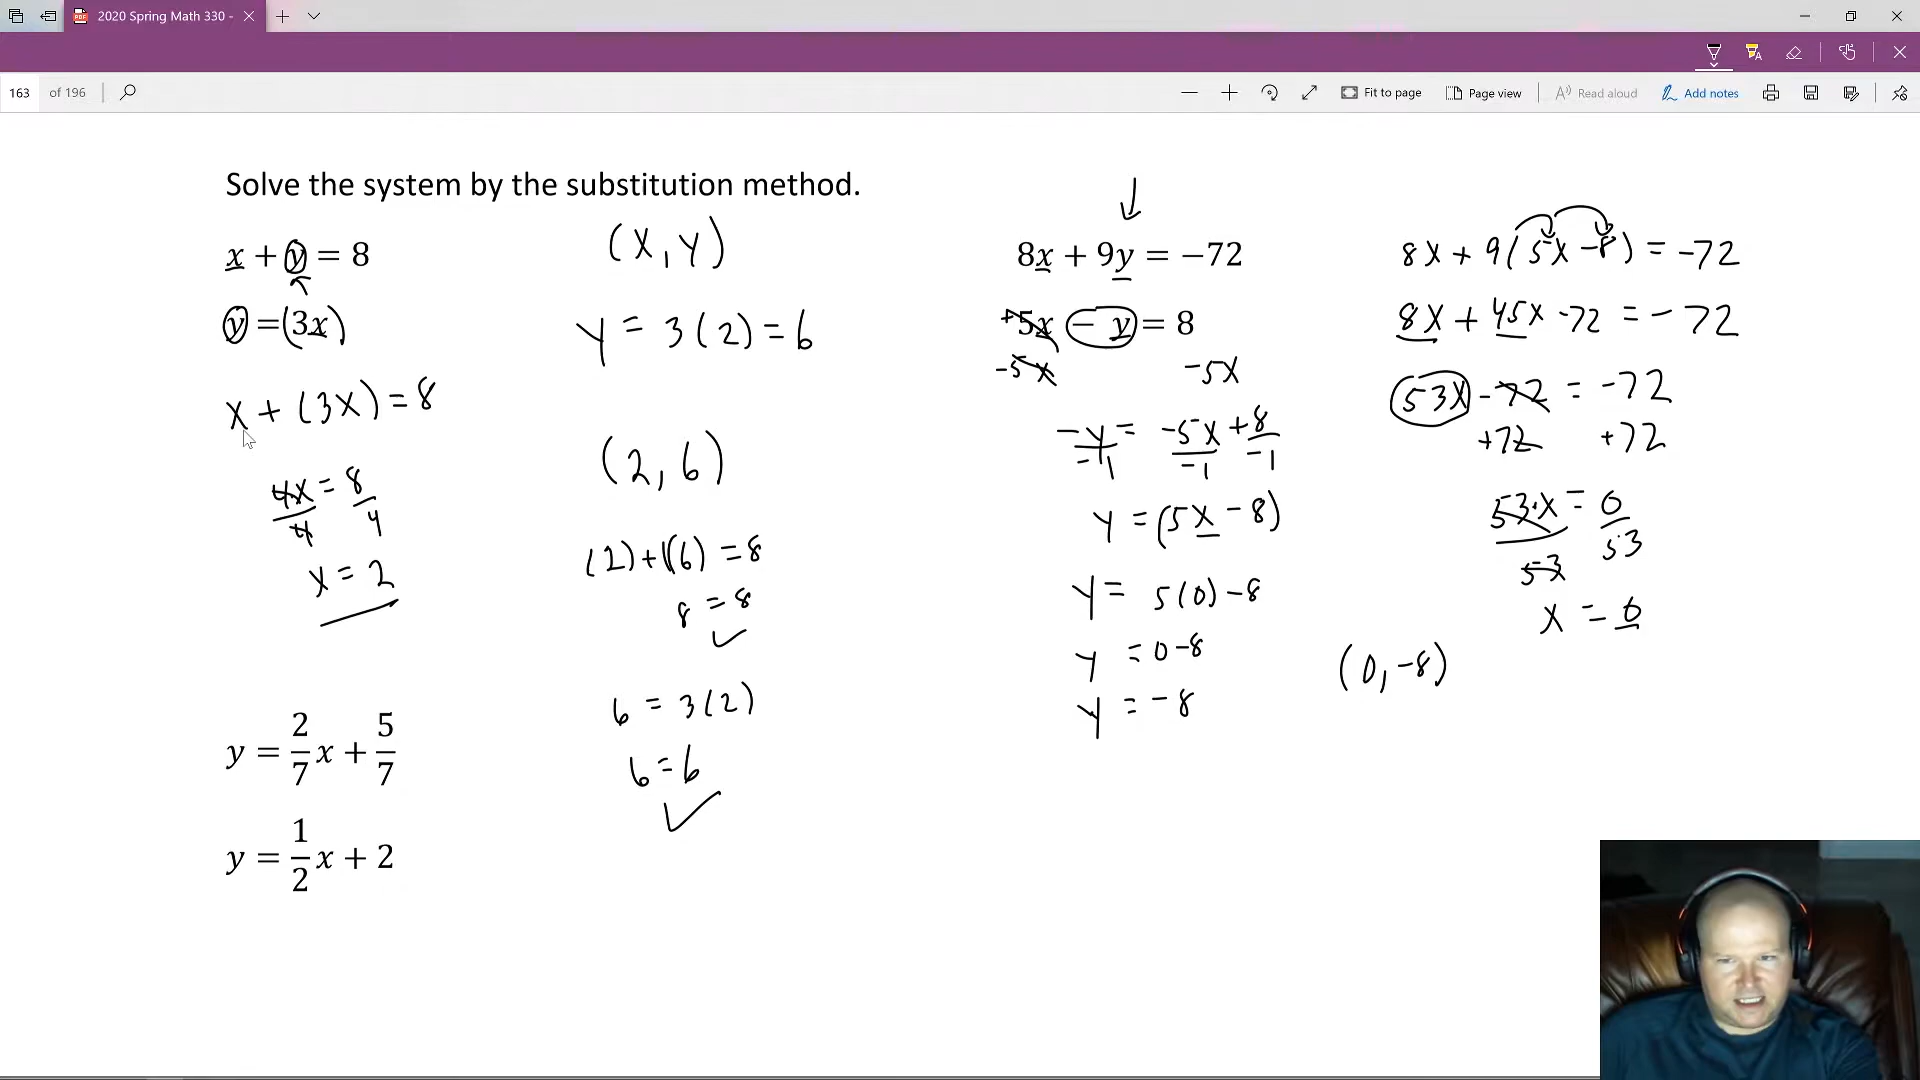 2020 Spring Math 330 -
163 of 196
Fit to page
Page view
Read aloud
Add notes
Solve the system by the substitution method.
x + y = 8
y = (3x)
x + (3x) = 8
4x = 8
4 4
x = 2
(x, y)
y = 3(2) = 6
(2, 6)
(2) + (6) = 8
8 = 8 ✓
6 = 3(2)
6 = 6 ✓
y = 2/7 x + 5/7
y = 1/2 x + 2
8x + 9y = −72
+5x − y = 8
-5x -5x
-y = -5x + 8
-1 -1 -1
y = (5x - 8)
y = 5(0) - 8
y = 0 - 8
y = -8
8x + 9(5x - 8) = -72
8x + 45x - 72 = -72
53x - 72 = -72
+72 +72
53·x = 0
53 53
x = 0
(0, -8)